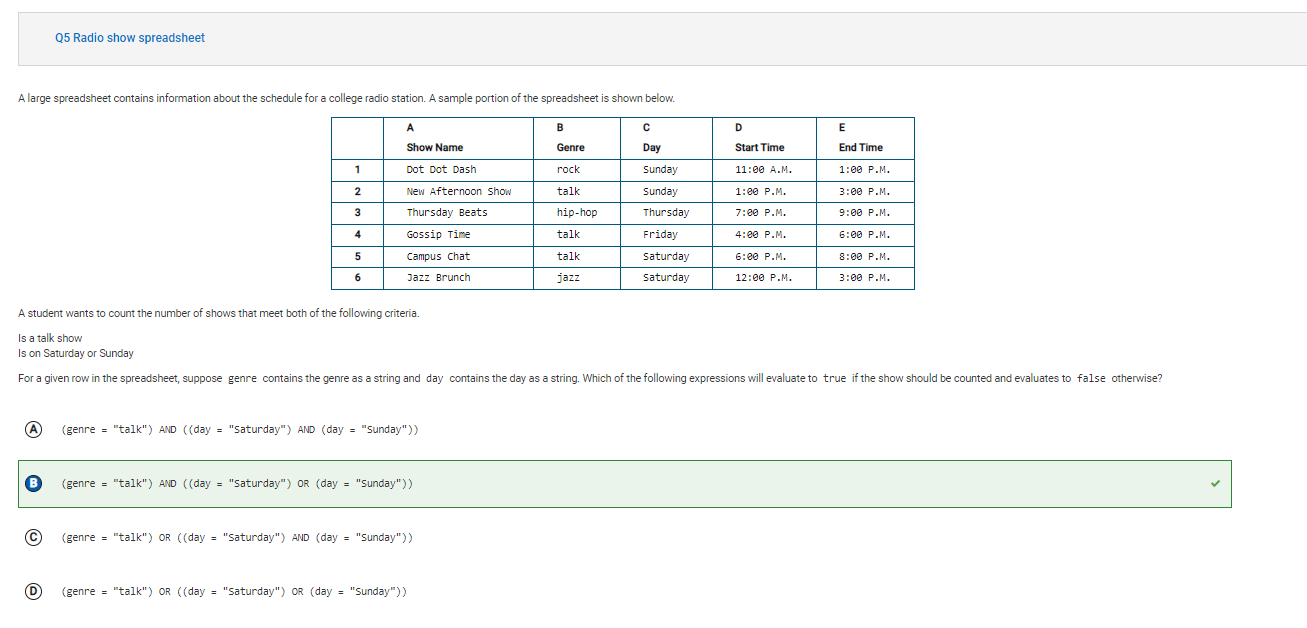 Q5 Radio show spreadsheet
A large spreadsheet contains information about the schedule for a college radio station. A sample portion of the spreadsheet is shown below.
A B C D E
Show Name Genre Day Start Time End Time
1 Dot Dot Dash rock Sunday 11:00 A.M. 1:00 P.M.
2 New Afternoon Show talk Sunday 1:00 P.M. 3:00 P.M.
3 Thursday Beats hip-hop Thursday 7:00 P.M. 9:00 P.M.
4 Gossip Time talk Friday 4:00 P.M. 6:00 P.M.
5 Campus Chat talk Saturday 6:00 P.M. 8:00 P.M.
6 Jazz Brunch jazz Saturday 12:00 P.M. 3:00 P.M.
A student wants to count the number of shows that meet both of the following criteria.
Is a talk show
Is on Saturday or Sunday
For a given row in the spreadsheet, suppose genre contains the genre as a string and day contains the day as a string. Which of the following expressions will evaluate to true if the show should be counted and evaluates to false otherwise?
A (genre = "talk") AND ((day = "Saturday") AND (day = "Sunday"))
B (genre = "talk") AND ((day = "Saturday") OR (day = "Sunday"))
C (genre = "talk") OR ((day = "Saturday") AND (day = "Sunday"))
D (genre = "talk") OR ((day = "Saturday") OR (day = "Sunday"))